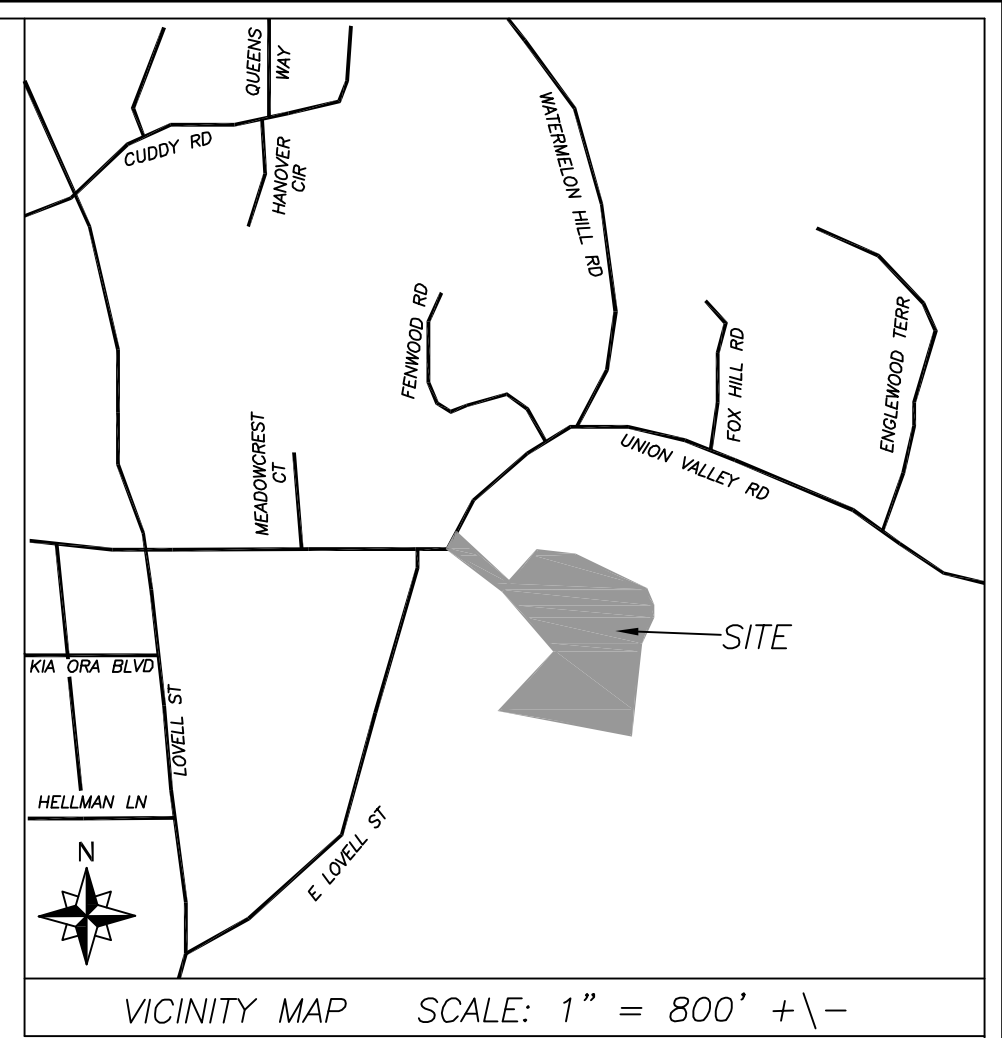 QUEENS
WAY
CUDDY RD
HANOVER
CIR
WATERMELON HILL RD
FENWOOD RD
FOX HILL RD
ENGLEWOOD TERR
MEADOWCREST
CT
UNION VALLEY RD
SITE
KIA ORA BLVD
LOVELL ST
HELLMAN LN
E LOVELL ST
N
VICINITY MAP SCALE: 1" = 800' +\-